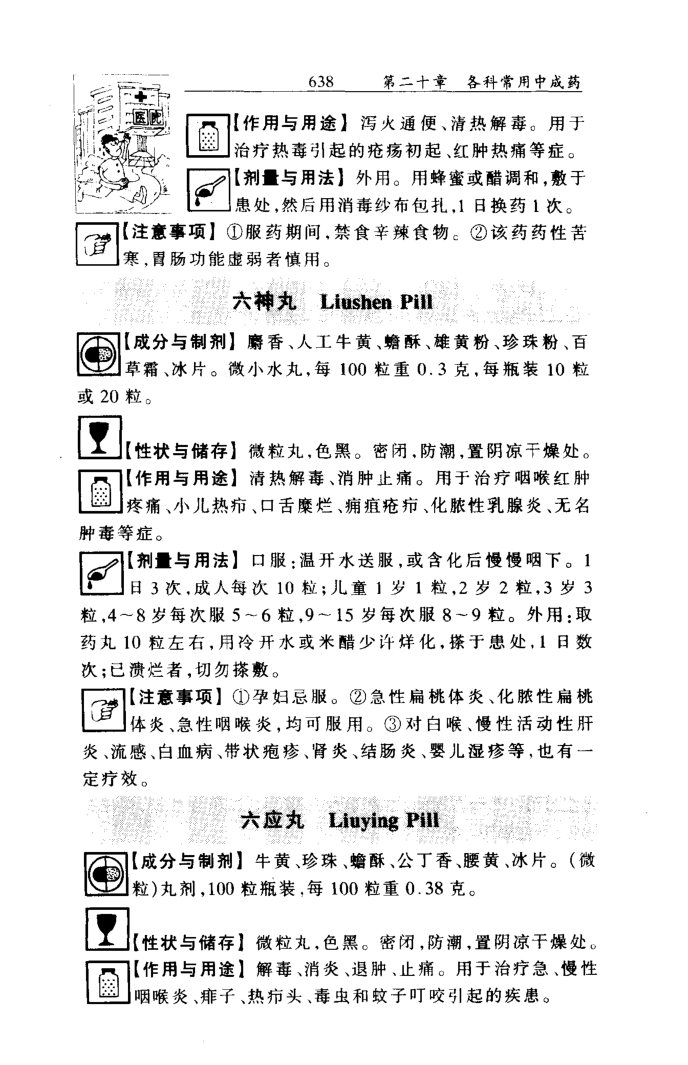 638 第二十章 各科常用中成药
医院
【作用与用途】 泻火通便、清热解毒。用于
治疗热毒引起的疮疡初起、红肿热痛等症。
【剂量与用法】 外用。用蜂蜜或醋调和,敷于
患处,然后用消毒纱布包扎,1 日换药 1 次。
【注意事项】 ①服药期间,禁食辛辣食物。②该药药性苦
寒,胃肠功能虚弱者慎用。
六神丸 Liushen Pill
【成分与制剂】 麝香、人工牛黄、蟾酥、雄黄粉、珍珠粉、百
草霜、冰片。微小水丸,每 100 粒重 0.3 克,每瓶装 10 粒
或 20 粒。
【性状与储存】 微粒丸,色黑。密闭,防潮,置阴凉干燥处。
【作用与用途】 清热解毒、消肿止痛。用于治疗咽喉红肿
疼痛、小儿热疖、口舌糜烂、痈疽疮疖、化脓性乳腺炎、无名
肿毒等症。
【剂量与用法】 口服:温开水送服,或含化后慢慢咽下。1
日 3 次,成人每次 10 粒;儿童 1 岁 1 粒,2 岁 2 粒,3 岁 3
粒,4~8 岁每次服 5~6 粒,9~15 岁每次服 8~9 粒。外用:取
药丸 10 粒左右,用冷开水或米醋少许烊化,搽于患处,1 日数
次;已溃烂者,切勿搽敷。
【注意事项】 ①孕妇忌服。②急性扁桃体炎、化脓性扁桃
体炎、急性咽喉炎,均可服用。③对白喉、慢性活动性肝
炎、流感、白血病、带状疱疹、肾炎、结肠炎、婴儿湿疹等,也有一
定疗效。
六应丸 Liuying Pill
【成分与制剂】 牛黄、珍珠、蟾酥、公丁香、腰黄、冰片。(微
粒)丸剂,100 粒瓶装,每 100 粒重 0.38 克。
【性状与储存】 微粒丸,色黑。密闭,防潮,置阴凉干燥处。
【作用与用途】 解毒、消炎、退肿、止痛。用于治疗急、慢性
咽喉炎、痱子、热疖头、毒虫和蚊子叮咬引起的疾患。